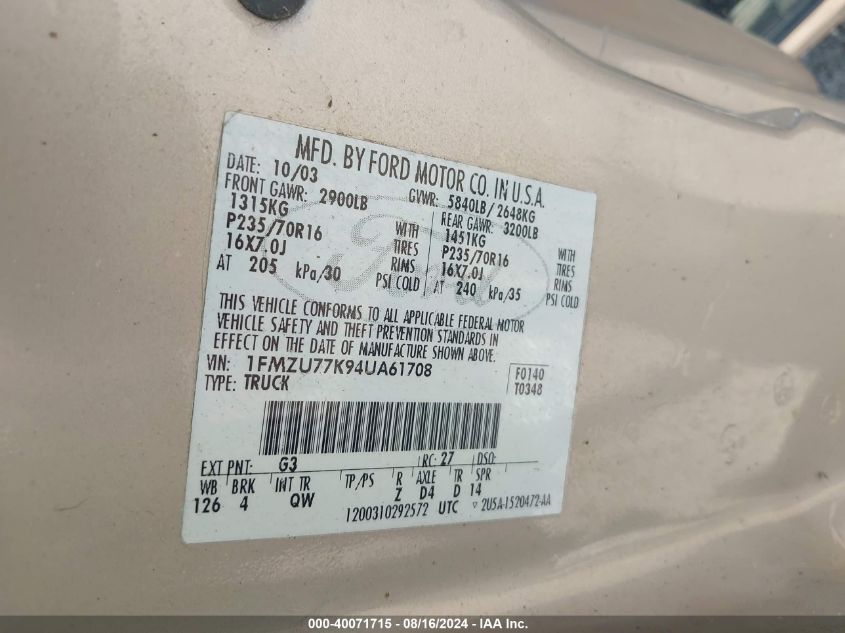 MFD. BY FORD MOTOR CO. IN U.S.A.
DATE: 10/03 GVWR: 5840LB/2648KG
FRONT GAWR: 2900LB REAR GAWR: 3200LB
1315KG WITH 1451KG WITH
P235/70R16 TIRES P235/70R16 TIRES
16X7.0J RIMS 16X7.0J RIMS
AT 205 kPa/30 PSI COLD AT 240 kPa/35 PSI COLD
Ford
THIS VEHICLE CONFORMS TO ALL APPLICABLE FEDERAL MOTOR
VEHICLE SAFETY AND THEFT PREVENTION STANDARDS IN
EFFECT ON THE DATE OF MANUFACTURE SHOWN ABOVE.
VIN: 1FMZU77K94UA61708 F0140
TYPE: TRUCK T0348
EXT PNT: G3 RC: 27 DSO:
WB BRK INT TR TP/PS R AXLE TR SPR
126 4 QW Z D4 D 14
1200310292572 UTC ▽ 2U5A-1520472-AA
000-40071715 - 08/16/2024 - IAA Inc.